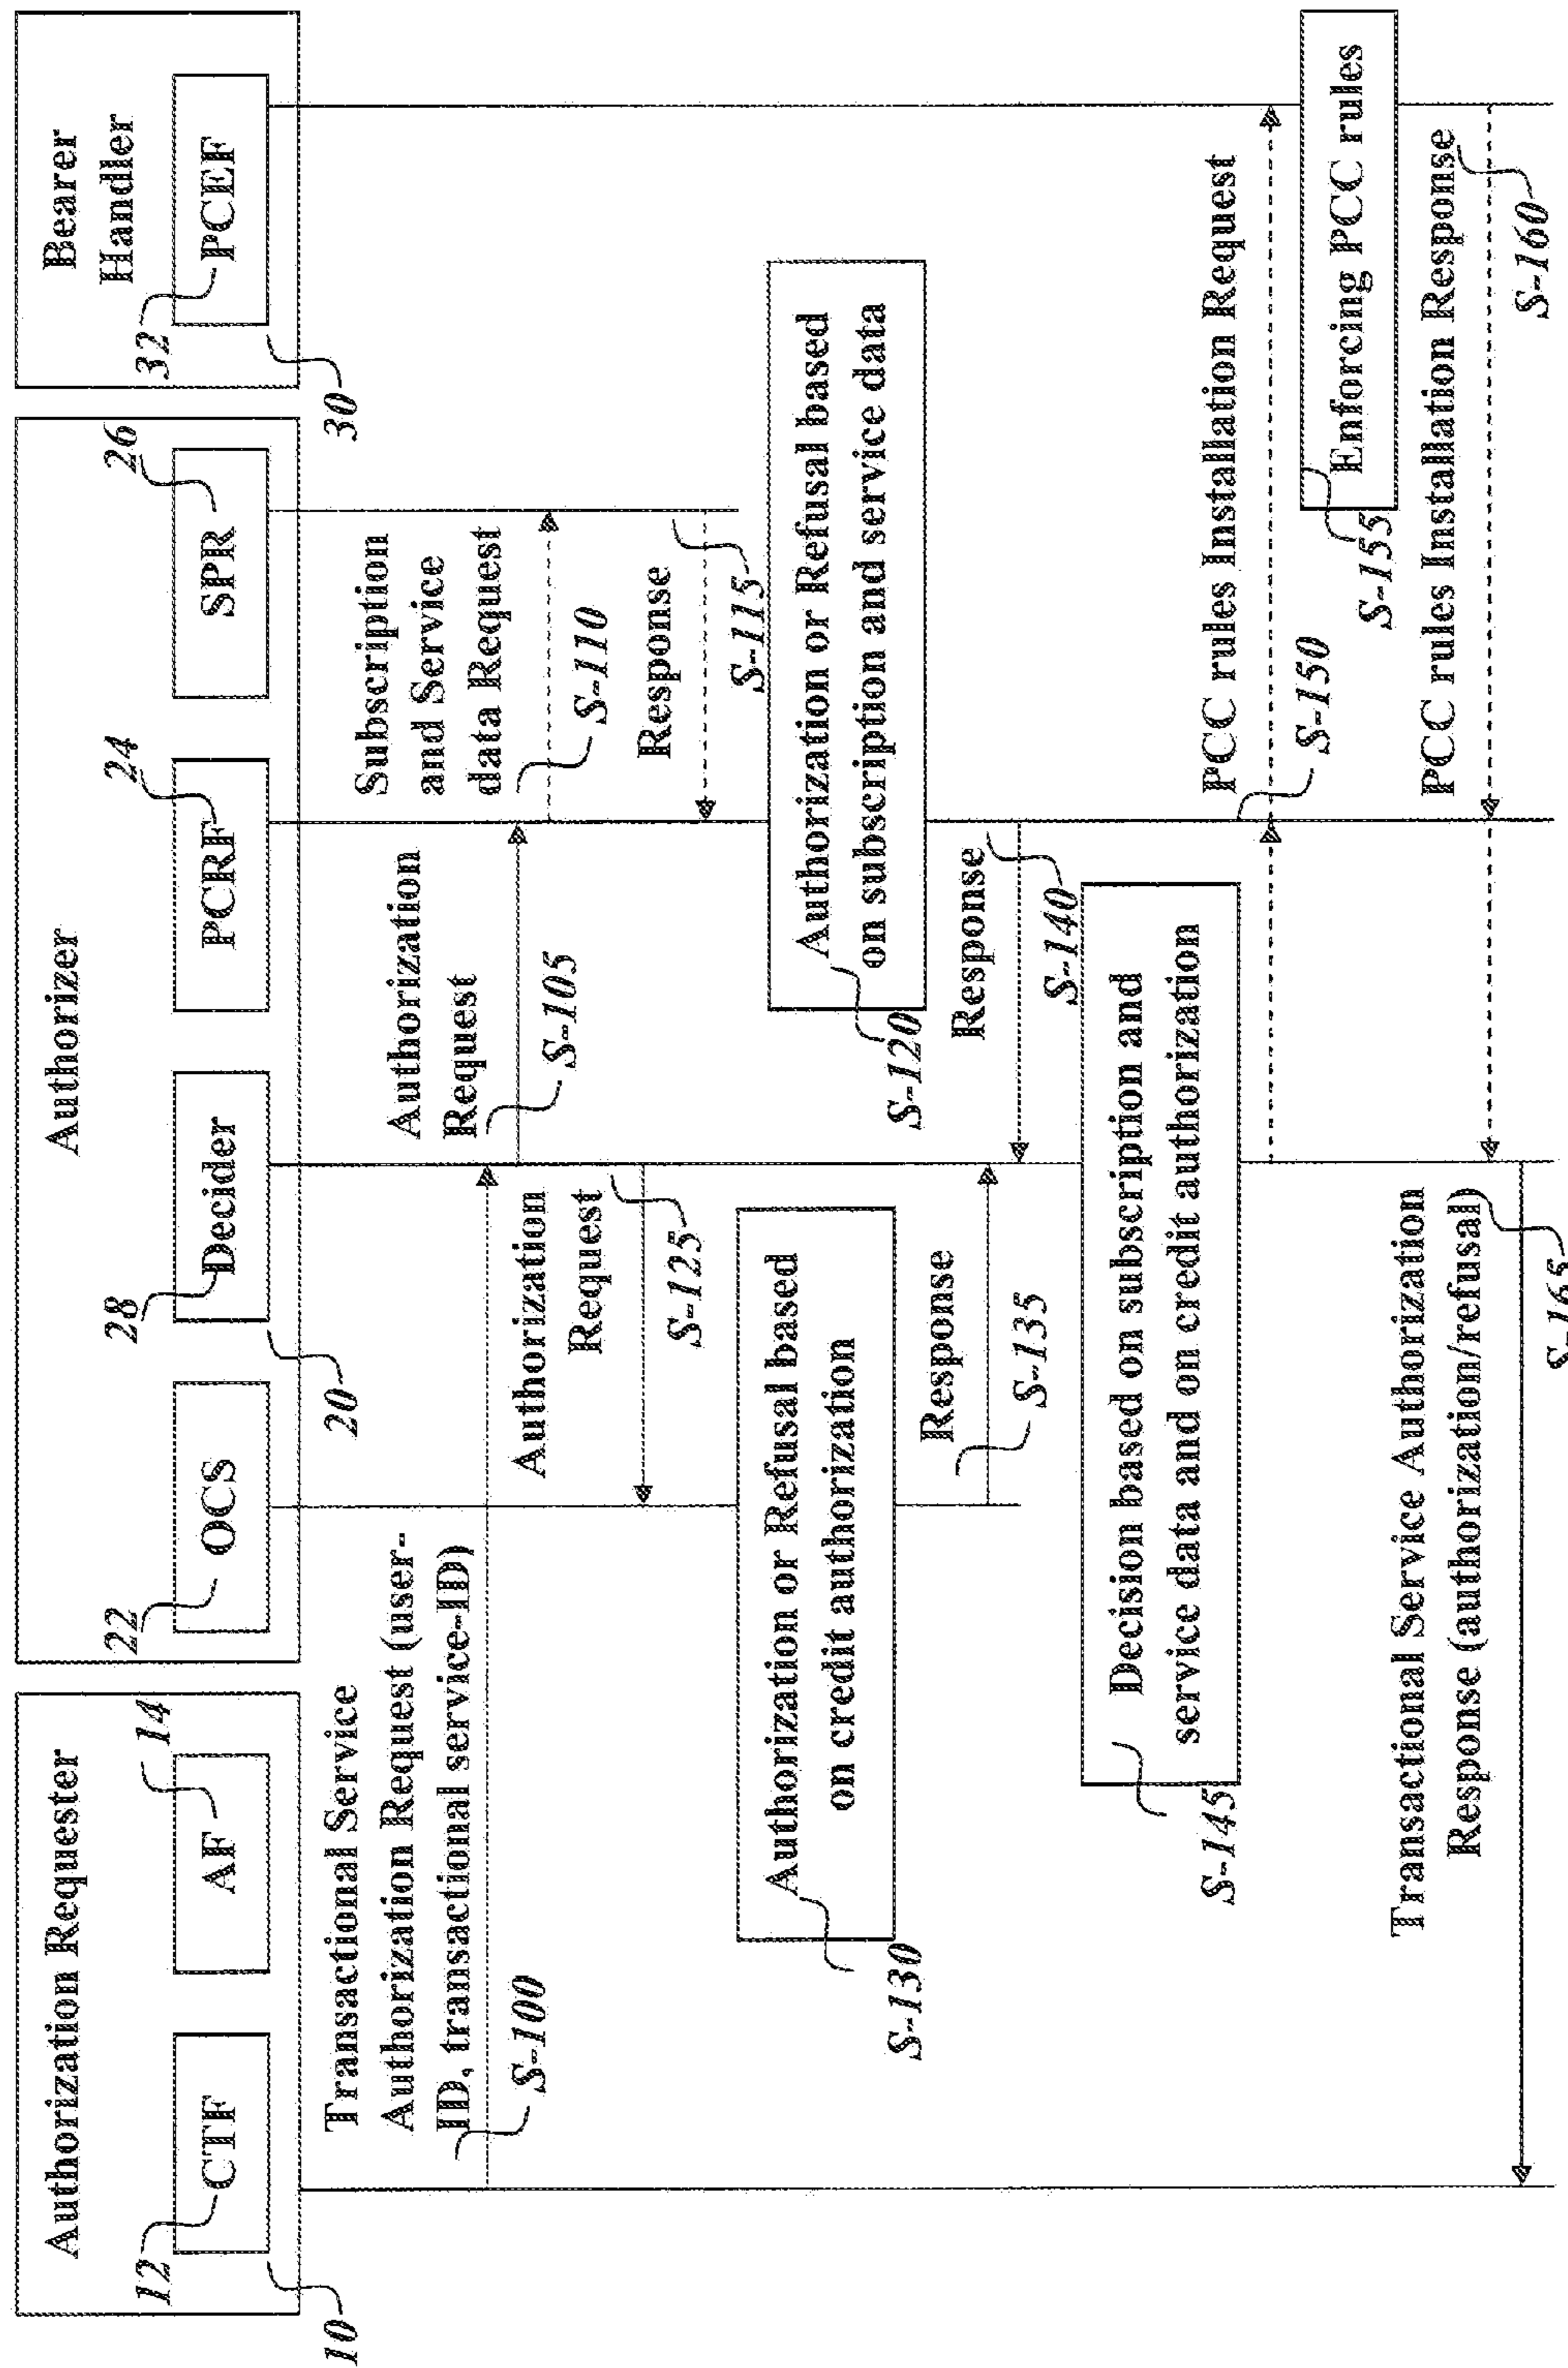 Authorization Requester
12
CTF
14
AF
10
Authorizer
22
OCS
28
Decider
24
PCRF
26
SPR
20
Bearer
Handler
32
PCEF
30
Transactional Service
Authorization Request (user-
ID, transactional service-ID)
S-100
Authorization
Request
S-105
Subscription
and Service
data Request
S-110
Response
S-115
Authorization or Refusal based
on subscription and service data
S-120
Authorization
Request
S-125
Authorization or Refusal based
on credit authorization
S-130
Response
S-135
Response
S-140
Decision based on subscription and
service data and on credit authorization
S-145
PCC rules Installation Request
S-150
Enforcing PCC rules
S-155
PCC rules Installation Response
S-160
Transactional Service Authorization
Response (authorization/refusal)
S-165